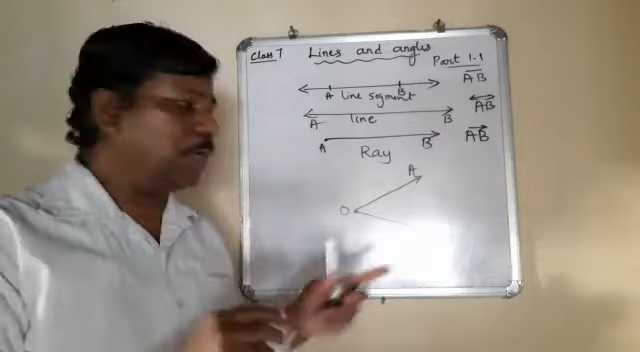 Class 7 Lines and angles
Part 1.1
A B
line segment
AB
A B
line
AB
A B
Ray
AB
A
O